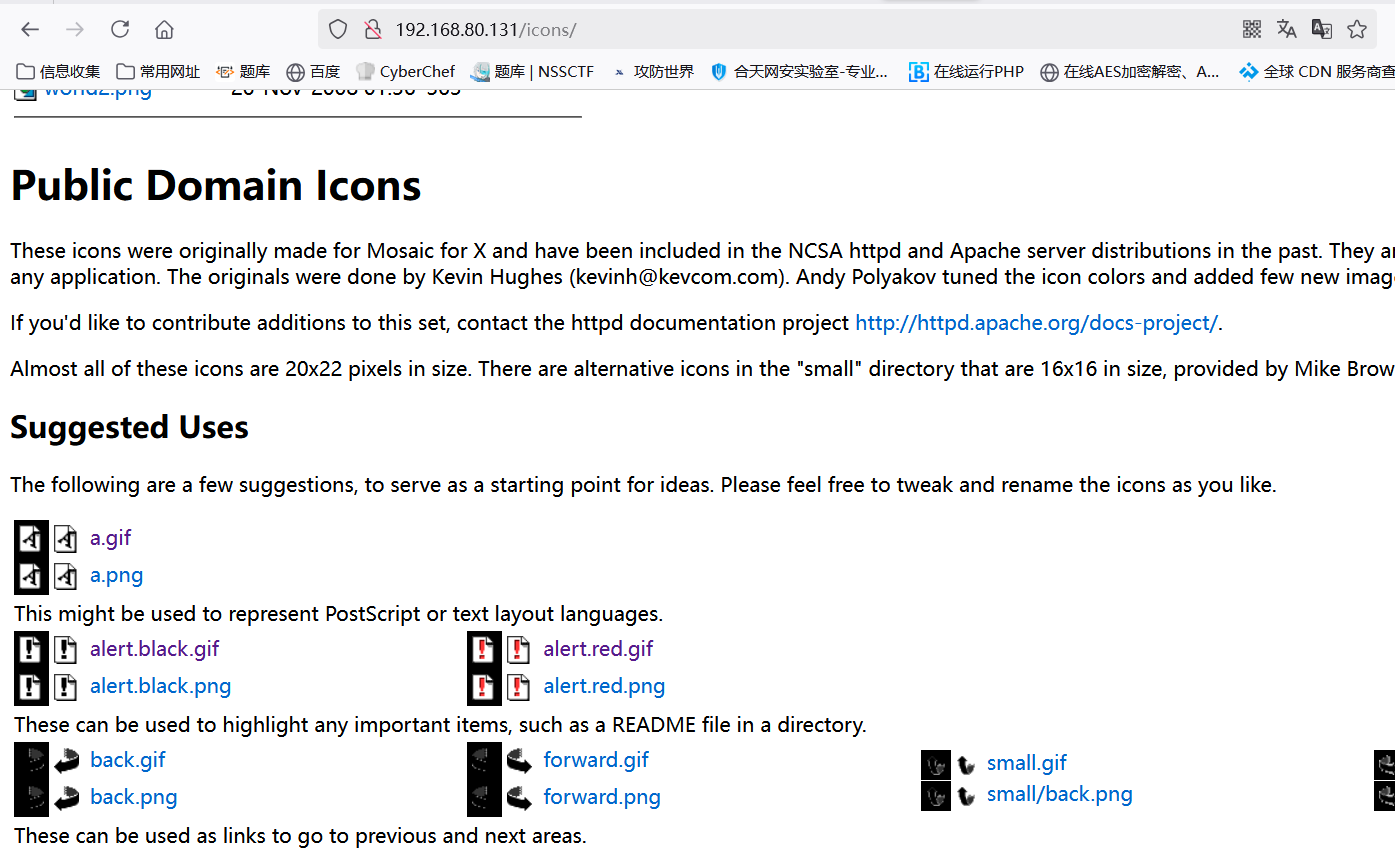 192.168.80.131/icons/
信息收集 常用网址 题库 百度 CyberChef 题库 | NSSCTF 攻防世界 合天网安实验室-专业... 在线运行PHP 在线AES加密解密、A... 全球 CDN 服务商查
world2.png 20-Nov-2008 01:36 965
Public Domain Icons
These icons were originally made for Mosaic for X and have been included in the NCSA httpd and Apache server distributions in the past. They ar
any application. The originals were done by Kevin Hughes (kevinh@kevcom.com). Andy Polyakov tuned the icon colors and added few new imag
If you'd like to contribute additions to this set, contact the httpd documentation project http://httpd.apache.org/docs-project/.
Almost all of these icons are 20x22 pixels in size. There are alternative icons in the "small" directory that are 16x16 in size, provided by Mike Brow
Suggested Uses
The following are a few suggestions, to serve as a starting point for ideas. Please feel free to tweak and rename the icons as you like.
a.gif
a.png
This might be used to represent PostScript or text layout languages.
alert.black.gif alert.red.gif
alert.black.png alert.red.png
These can be used to highlight any important items, such as a README file in a directory.
back.gif forward.gif small.gif
back.png forward.png small/back.png
These can be used as links to go to previous and next areas.